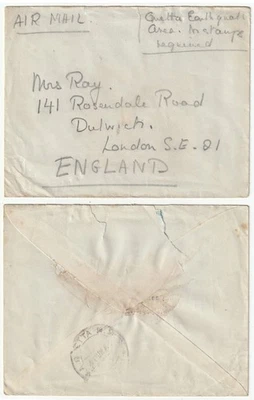 AIR MAIL.
Quetta Earthquake
Area. No stamps
required
Mrs Ray.
141 Rosendale Road
Dulwich.
London S.E. 21
ENGLAND